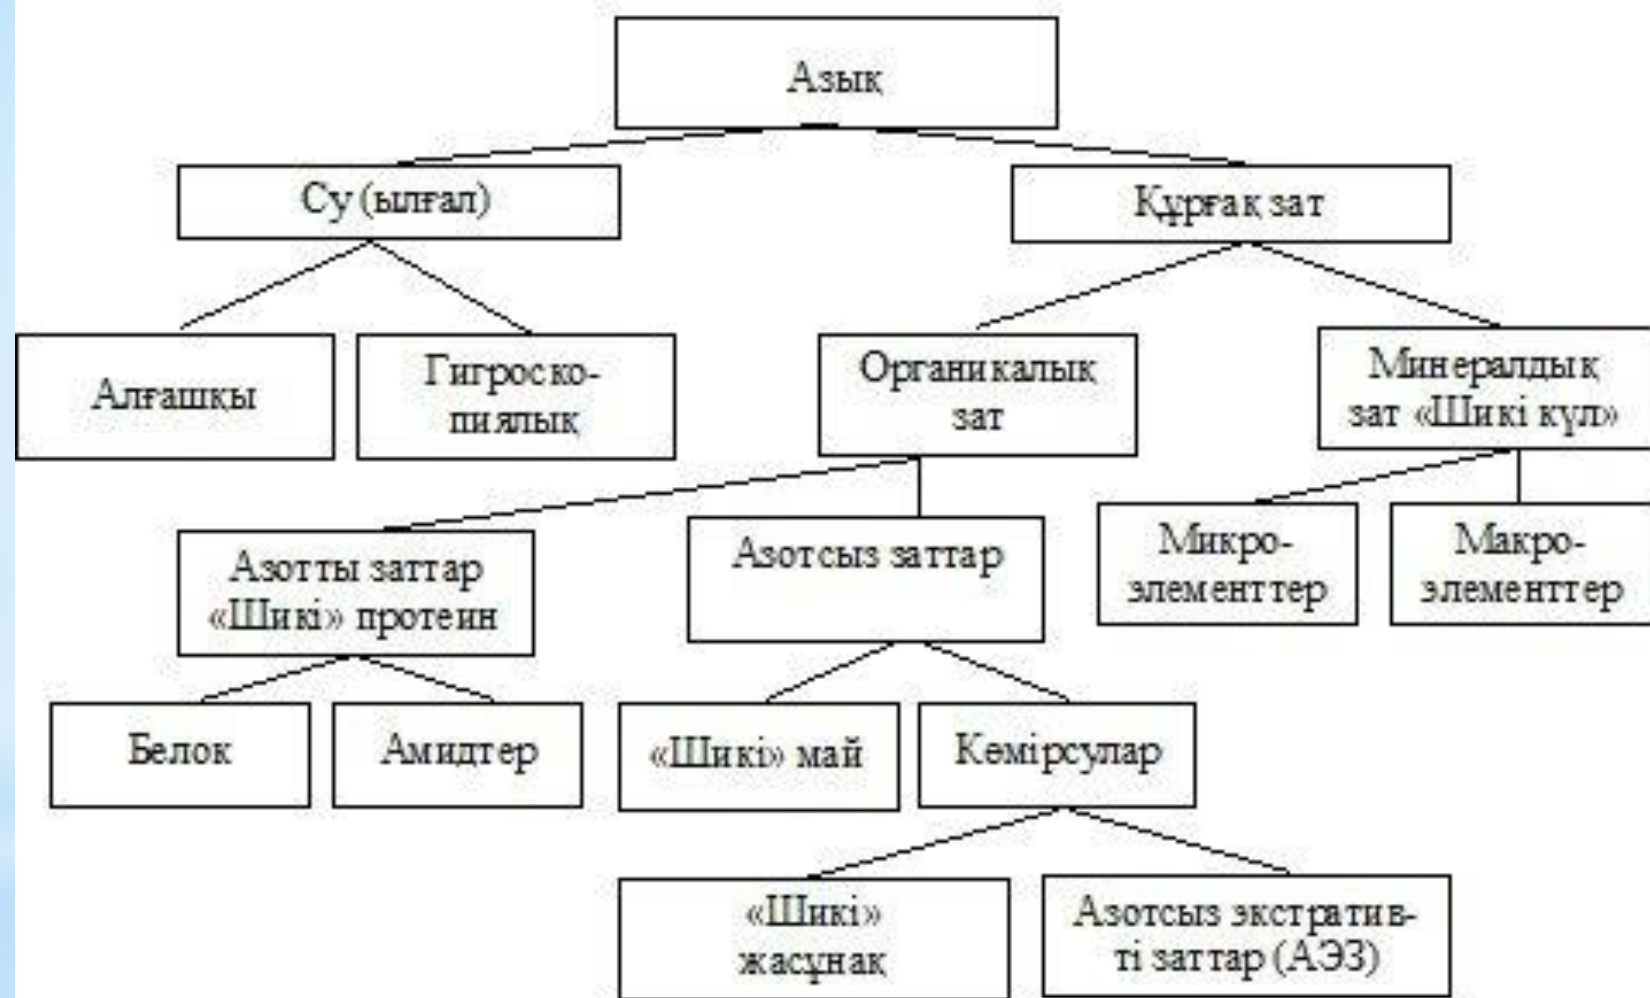 Азық
Су (ылғал)
Құрғақ зат
Алғашқы
Гигроско-
пиялық
Органикалық
зат
Минералдық
зат «Шикі күл»
Азотты заттар
«Шикі» протеин
Азотсыз заттар
Микро-
элементтер
Макро-
элементтер
Белок
Амидтер
«Шикі» май
Көмірсулар
«Шикі»
жасұнақ
Азотсыз экстратив-
ті заттар (АЭЗ)